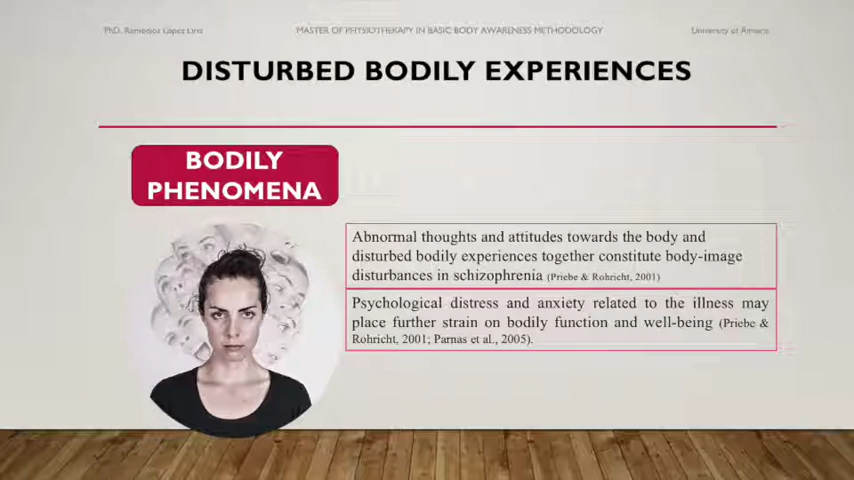 PhD. Remedios López Liria
MASTER OF PHYSIOTHERAPY IN BASIC BODY AWARENESS METHODOLOGY
University of Almería
DISTURBED BODILY EXPERIENCES
BODILY
PHENOMENA
Abnormal thoughts and attitudes towards the body and
disturbed bodily experiences together constitute body-image
disturbances in schizophrenia (Priebe & Rohricht, 2001)
Psychological distress and anxiety related to the illness may
place further strain on bodily function and well-being (Priebe &
Rohricht, 2001; Parnas et al., 2005).